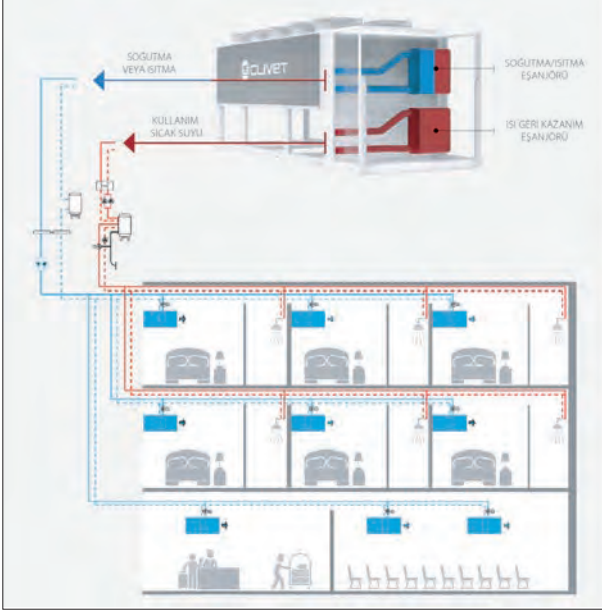 SOĞUTMA
VEYA ISITMA
KULLANIM
SICAK SUYU
CLIVET
SOĞUTMA/ISITMA
EŞANJÖRÜ
ISI GERİ KAZANIM
EŞANJÖRÜ